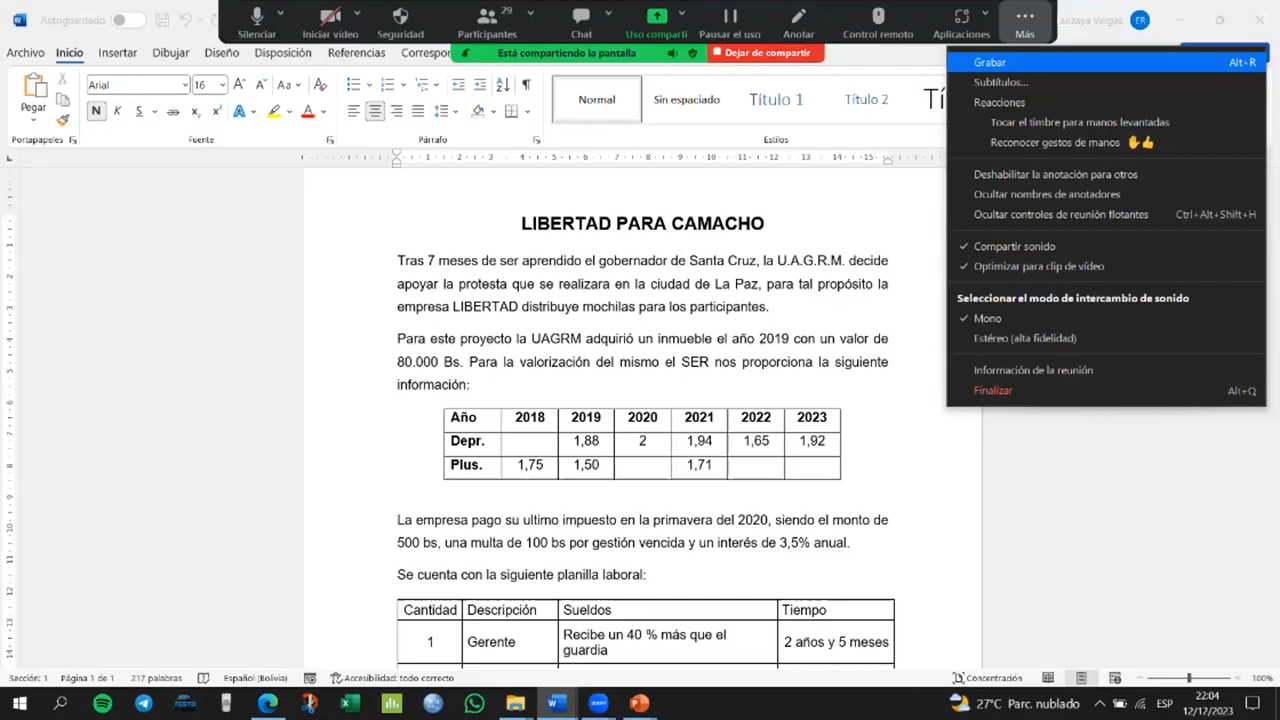 Autoguardado
anzaya Vargas
ER
Silenciar
Iniciar vídeo
Seguridad
Participantes
29
Chat
Uso comparti
Pausar el uso
Anotar
Control remoto
Aplicaciones
Más
Archivo
Inicio
Insertar
Dibujar
Diseño
Disposición
Referencias
Correspon
Está compartiendo la pantalla
Dejar de compartir
Pegar
Portapapeles
Arial
16
Fuente
Párrafo
Normal
Sin espaciado
Título 1
Título 2
Estilos
Grabar Alt+R
Subtítulos...
Reacciones
Tocar el timbre para manos levantadas
Reconocer gestos de manos
Deshabilitar la anotación para otros
Ocultar nombres de anotadores
Ocultar controles de reunión flotantes Ctrl+Alt+Shift+H
Compartir sonido
Optimizar para clip de vídeo
Seleccionar el modo de intercambio de sonido
Mono
Estéreo (alta fidelidad)
Información de la reunión
Finalizar Alt+Q
LIBERTAD PARA CAMACHO
Tras 7 meses de ser aprendido el gobernador de Santa Cruz, la U.A.G.R.M. decide
apoyar la protesta que se realizara en la ciudad de La Paz, para tal propósito la
empresa LIBERTAD distribuye mochilas para los participantes.
Para este proyecto la UAGRM adquirió un inmueble el año 2019 con un valor de
80.000 Bs. Para la valorización del mismo el SER nos proporciona la siguiente
información:
Año 2018 2019 2020 2021 2022 2023
Depr. 1,88 2 1,94 1,65 1,92
Plus. 1,75 1,50 1,71
La empresa pago su ultimo impuesto en la primavera del 2020, siendo el monto de
500 bs, una multa de 100 bs por gestión vencida y un interés de 3,5% anual.
Se cuenta con la siguiente planilla laboral:
Cantidad Descripción Sueldos Tiempo
1 Gerente Recibe un 40 % más que el guardia 2 años y 5 meses
Sección: 1 Página 1 de 1 217 palabras Español (Bolivia) Accesibilidad: todo correcto Concentración 100%
27°C Parc. nublado ESP 22:04
12/12/2023